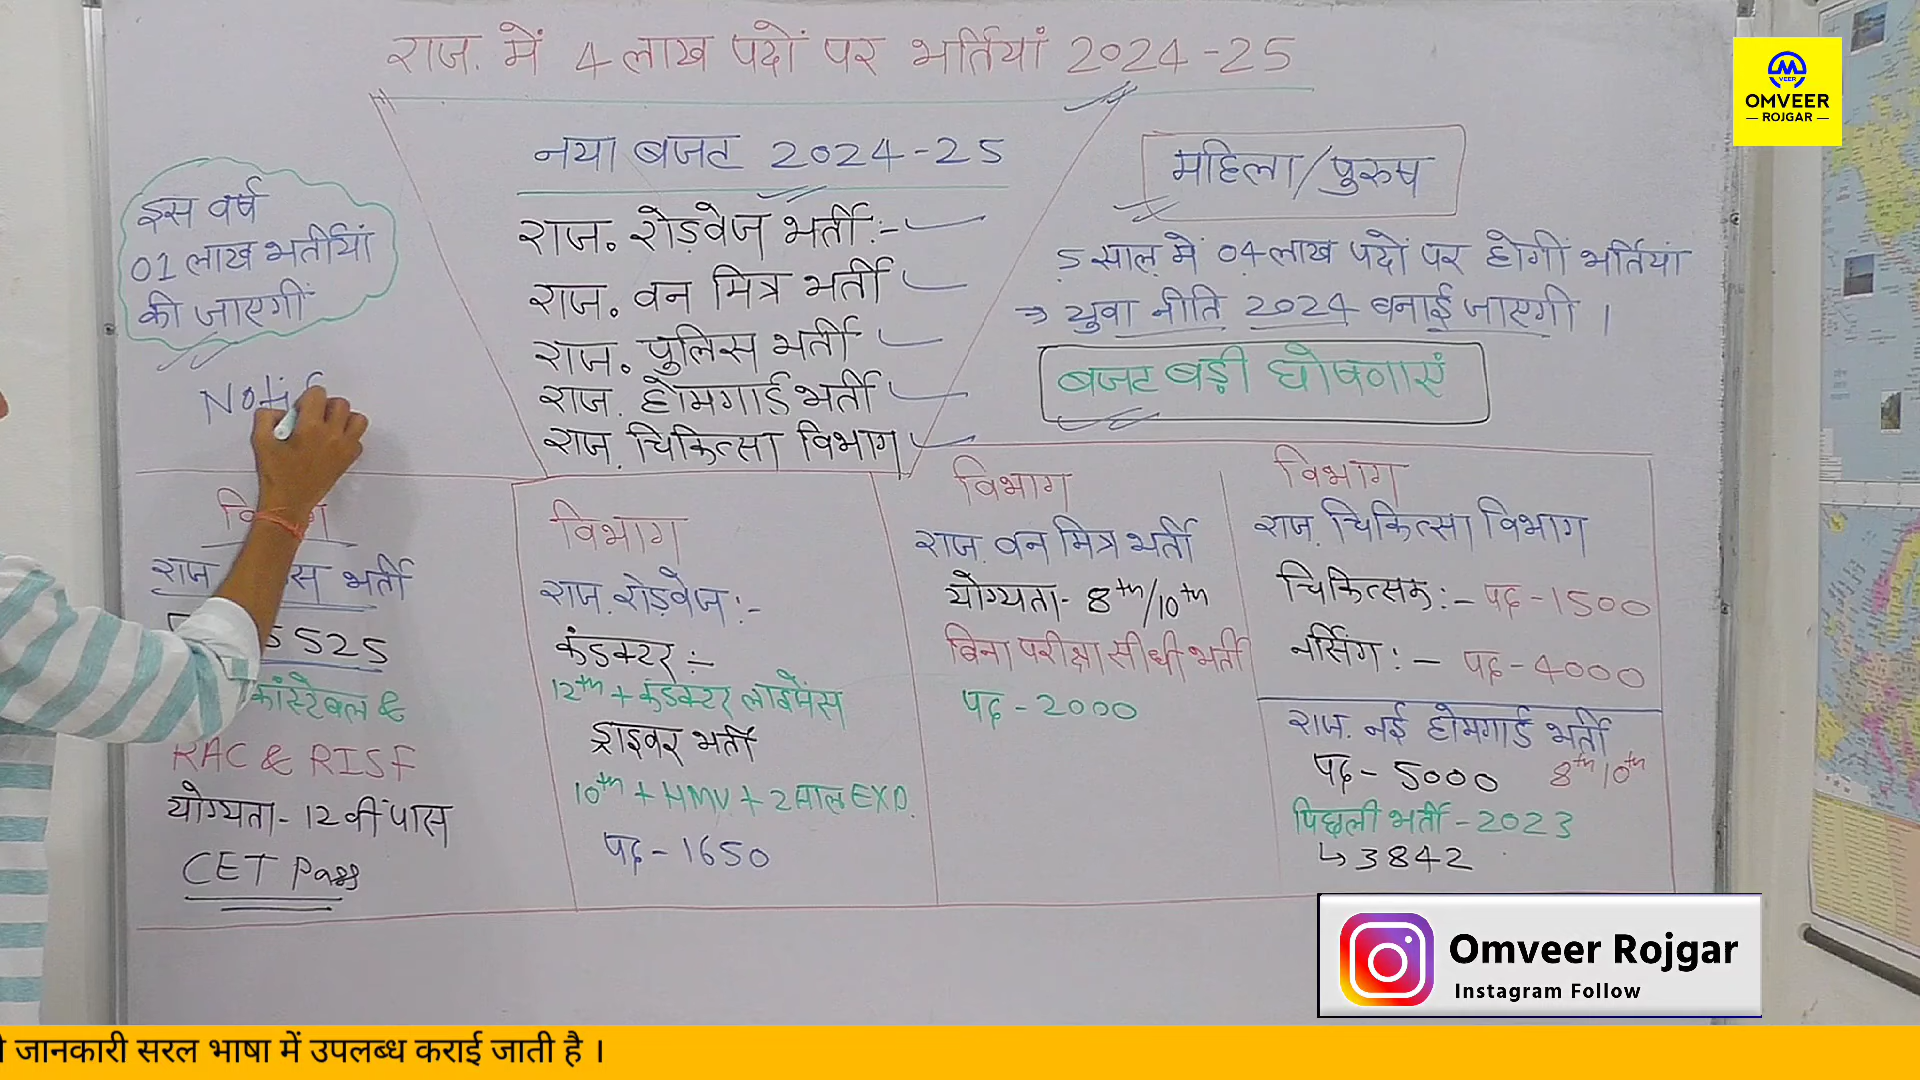 राज. में 4 लाख पदों पर भर्तियां 2024-25
नया बजट 2024-25
राज. रोड़वेज भर्ती:-
राज. वन मित्र भर्ती
राज. पुलिस भर्ती
राज. होमगार्ड भर्ती
राज. चिकित्सा विभाग
इस वर्ष
01 लाख भर्तीयां
की जाएगीं
Notif
महिला/पुरुष
5 साल में 04 लाख पदों पर होगीं भर्तियां
→ युवा नीति 2024 बनाई जाएगी ।
बजट बड़ी घोषणाएं
राज. भर्ती
5525
कांस्टेबल &
RAC & RISF
योग्यता- 12वीं पास
CET Pass
विभाग
राज. रोड़वेज:-
कंडक्टर:-
12th + कंडक्टर लाइसेंस
ड्राइवर भर्ती
10th + HMV + 2 साल EXP.
पद - 1650
विभाग
राज. वन मित्र भर्ती
योग्यता- 8th/10th
बिना परीक्षा सीधी भर्ती
पद - 2000
विभाग
राज. चिकित्सा विभाग
चिकित्सक:- पद - 1500
नर्सिंग:- पद - 4000
राज. नई होमगार्ड भर्ती
पद - 5000 8th 10th
पिछली भर्ती - 2023
↳ 3842
VEER
OMVEER
— ROJGAR —
Omveer Rojgar
Instagram Follow
जानकारी सरल भाषा में उपलब्ध कराई जाती है ।